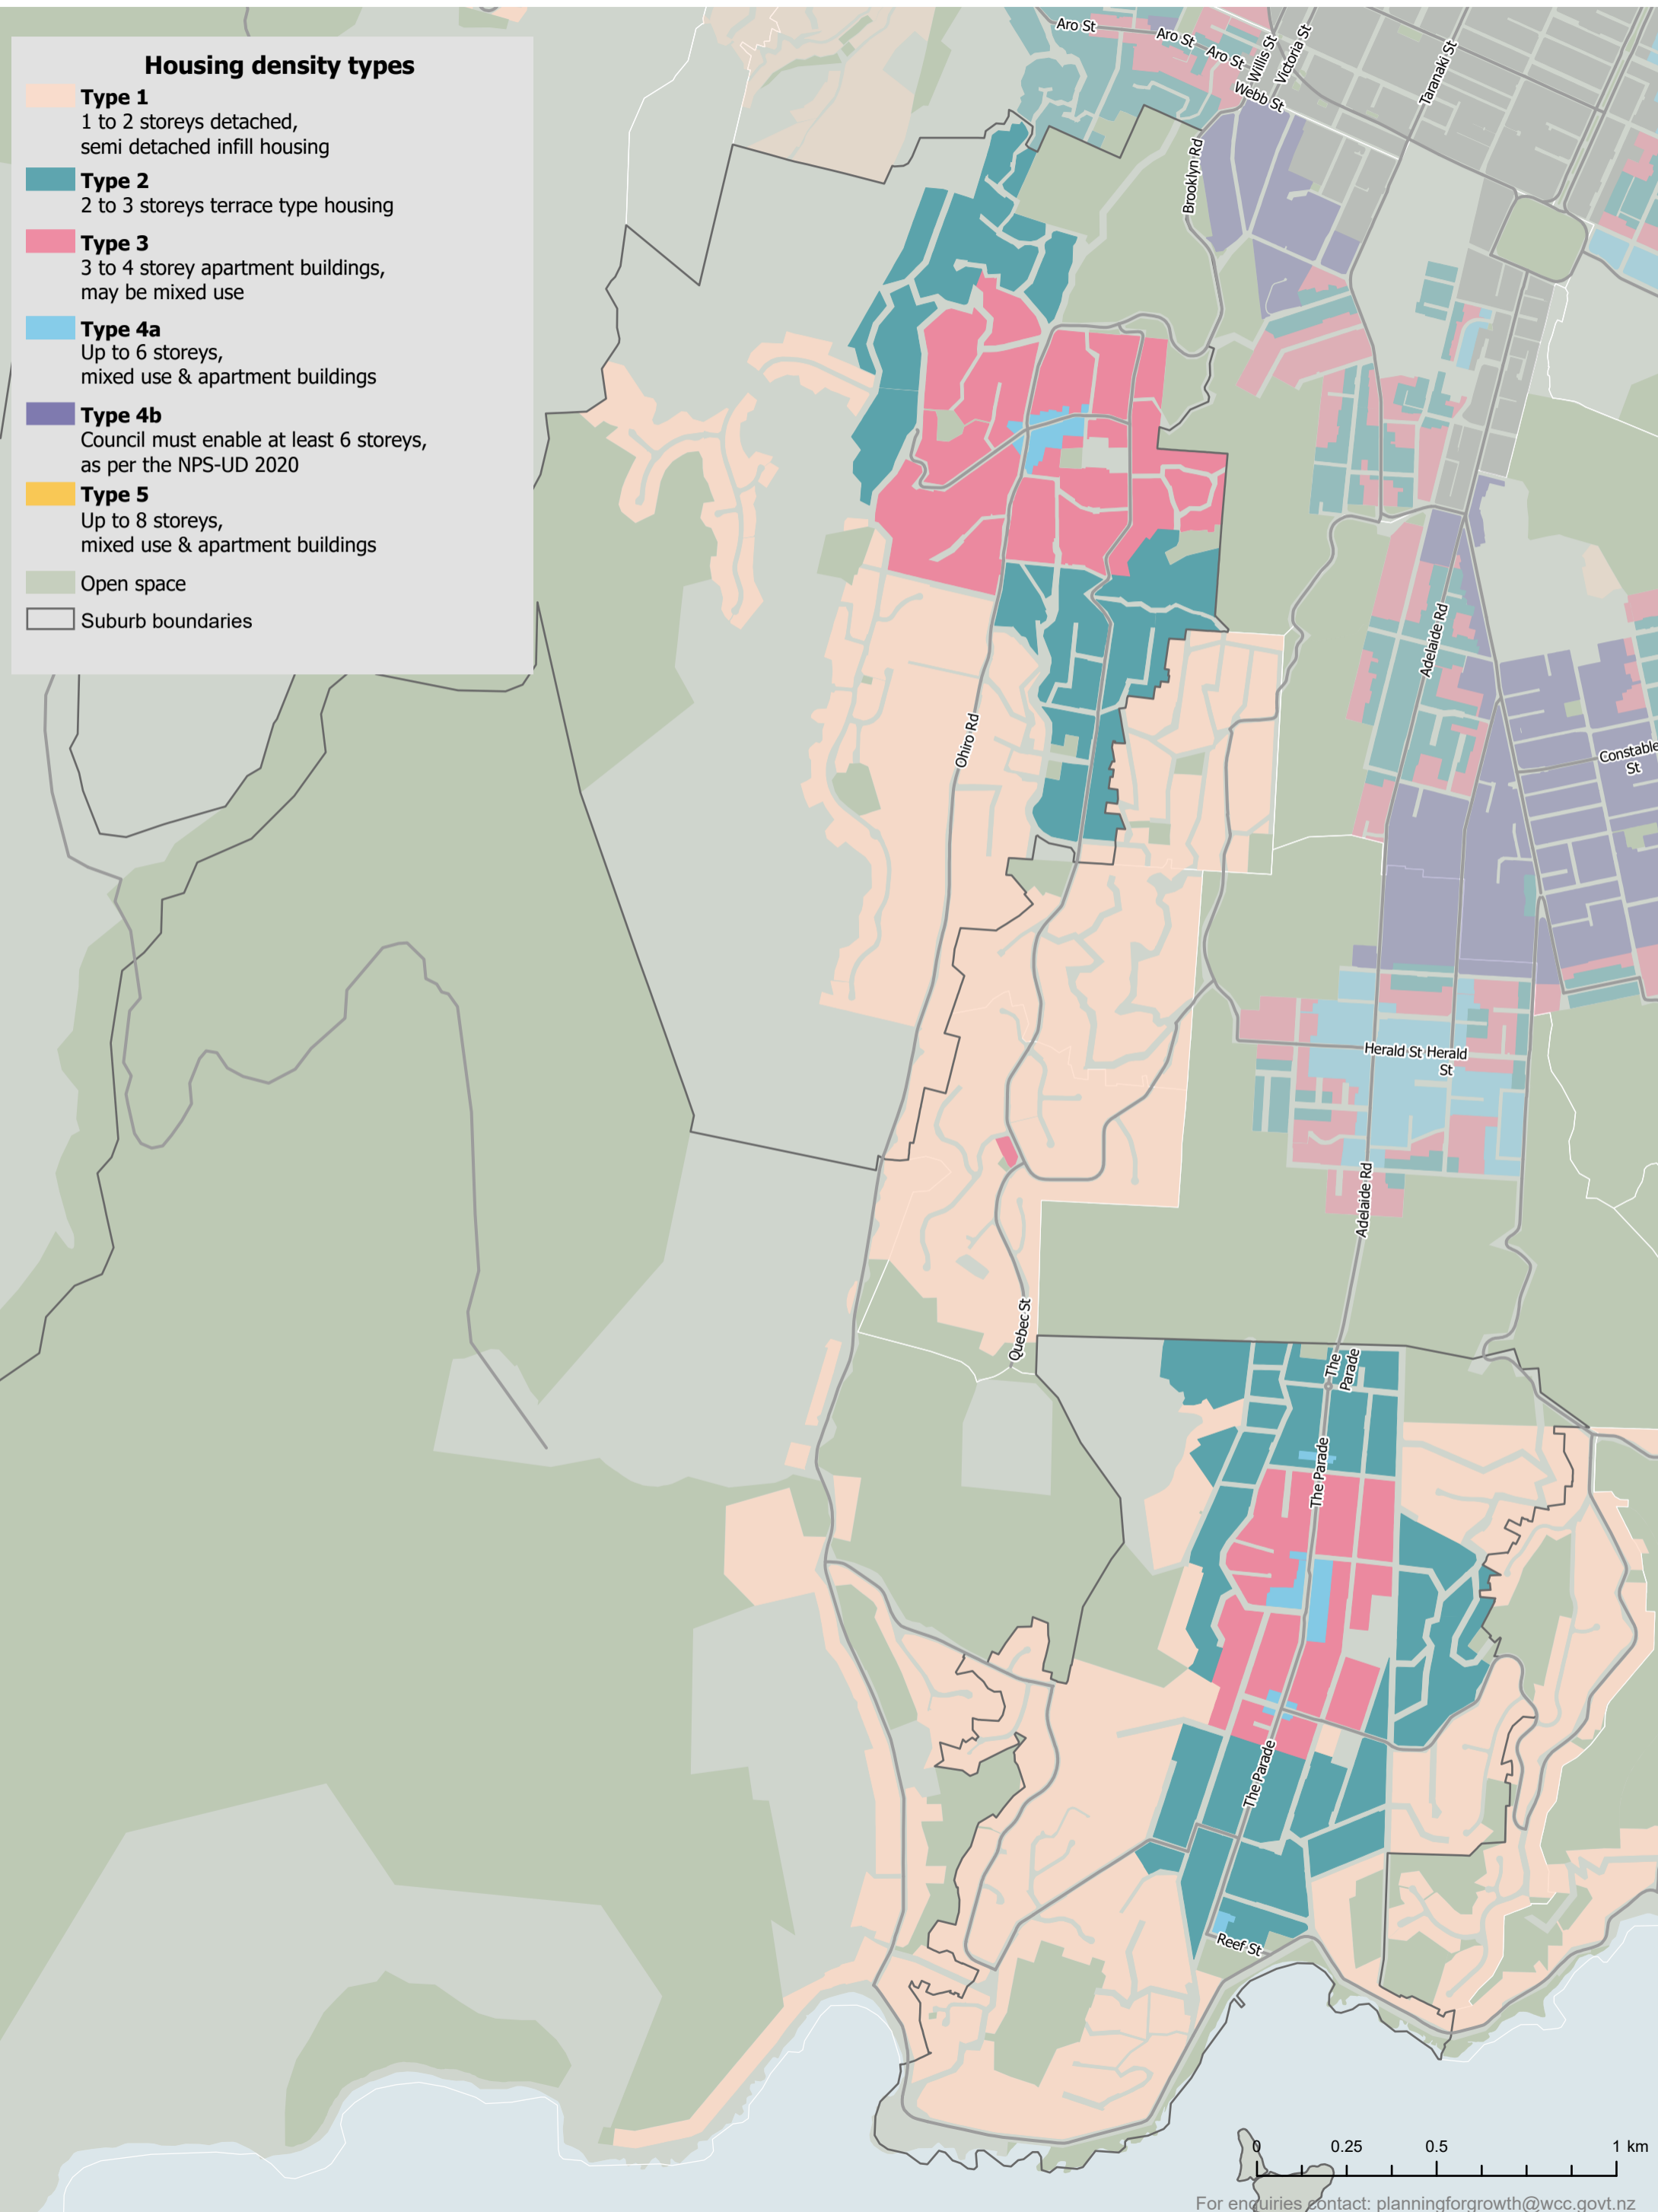 Housing density types
Type 1
1 to 2 storeys detached,
semi detached infill housing
Type 2
2 to 3 storeys terrace type housing
Type 3
3 to 4 storey apartment buildings,
may be mixed use
Type 4a
Up to 6 storeys,
mixed use & apartment buildings
Type 4b
Council must enable at least 6 storeys,
as per the NPS-UD 2020
Type 5
Up to 8 storeys,
mixed use & apartment buildings
Open space
Suburb boundaries
Aro St
Aro St
Aro St
Willis St
Victoria St
Webb St
Taranaki St
Brooklyn Rd
Adelaide Rd
Ohiro Rd
Constable
St
Herald St Herald
St
Adelaide Rd
Quebec St
The
Parade
The Parade
The Parade
Reef St
0 0.25 0.5 1 km
For enquiries contact: planningforgrowth@wcc.govt.nz